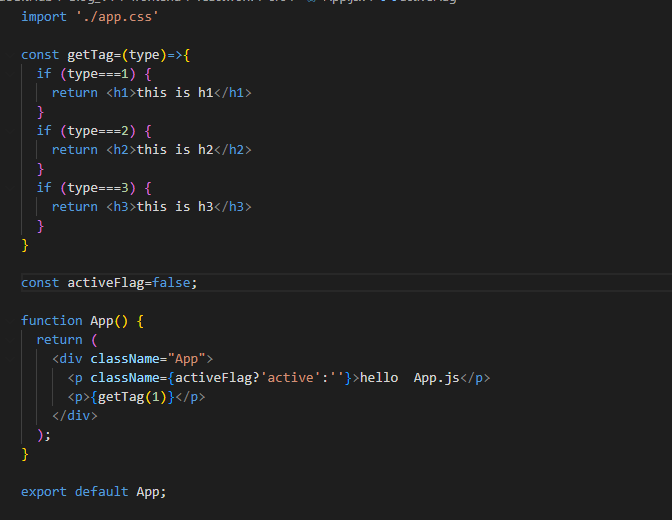 import './app.css'
const getTag=(type)=>{
if (type===1) {
return <h1>this is h1</h1>
}
if (type===2) {
return <h2>this is h2</h2>
}
if (type===3) {
return <h3>this is h3</h3>
}
}
const activeFlag=false;
function App() {
return (
<div className="App">
<p className={activeFlag?'active':''}>hello  App.js</p>
<p>{getTag(1)}</p>
</div>
);
}
export default App;